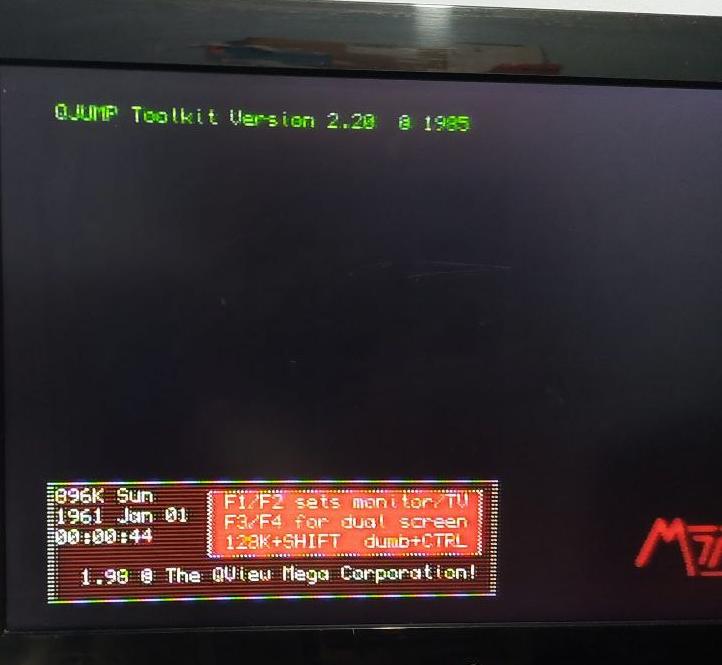 QJUMP Toolkit Version 2.20 © 1985
896K Sun
1961 Jan 01
00:00:44
F1/F2 sets monitor/TV
F3/F4 for dual screen
128K+SHIFT dumb+CTRL
1.98 © The QView Mega Corporation!